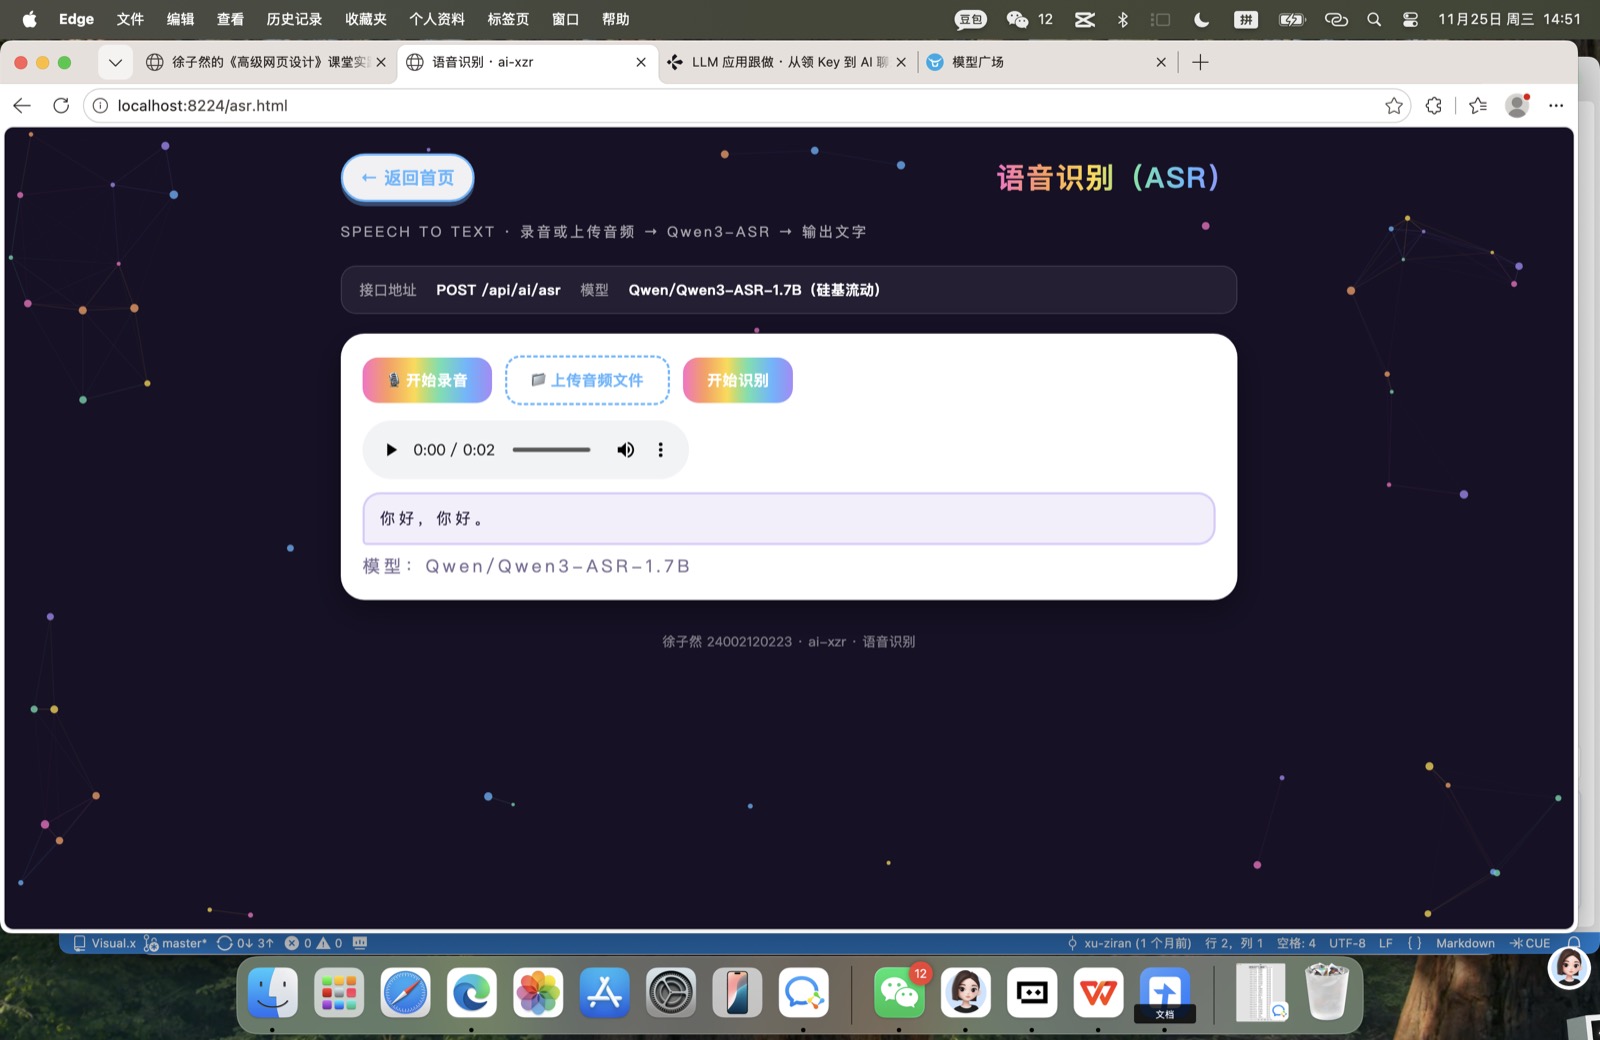 Edge 文件 编辑 查看 历史记录 收藏夹 个人资料 标签页 窗口 帮助 豆包 12 拼 11月25日 周三 14:51
徐子然的《高级网页设计》课堂实 语音识别 · ai-xzr LLM 应用跟做 · 从领 Key 到 AI 聊 模型广场
localhost:8224/asr.html
← 返回首页
语音识别（ASR）
SPEECH TO TEXT · 录音或上传音频 → Qwen3-ASR → 输出文字
接口地址 POST /api/ai/asr 模型 Qwen/Qwen3-ASR-1.7B（硅基流动）
开始录音 上传音频文件 开始识别
0:00 / 0:02
你好，你好。
模型：Qwen/Qwen3-ASR-1.7B
徐子然 24002120223 · ai-xzr · 语音识别
Visual.x master* 0↓ 3↑ 0 0 xu-ziran (1 个月前) 行 2，列 1 空格: 4 UTF-8 LF { } Markdown CUE
12
文档